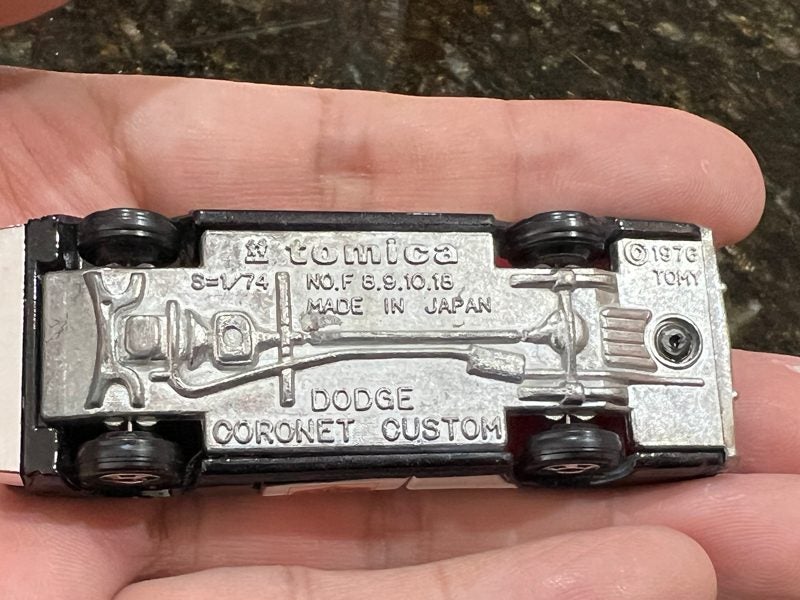 tomica
S=1/74 NO.F 8.9.10.18
MADE IN JAPAN
©1976
TOMY
DODGE
CORONET CUSTOM